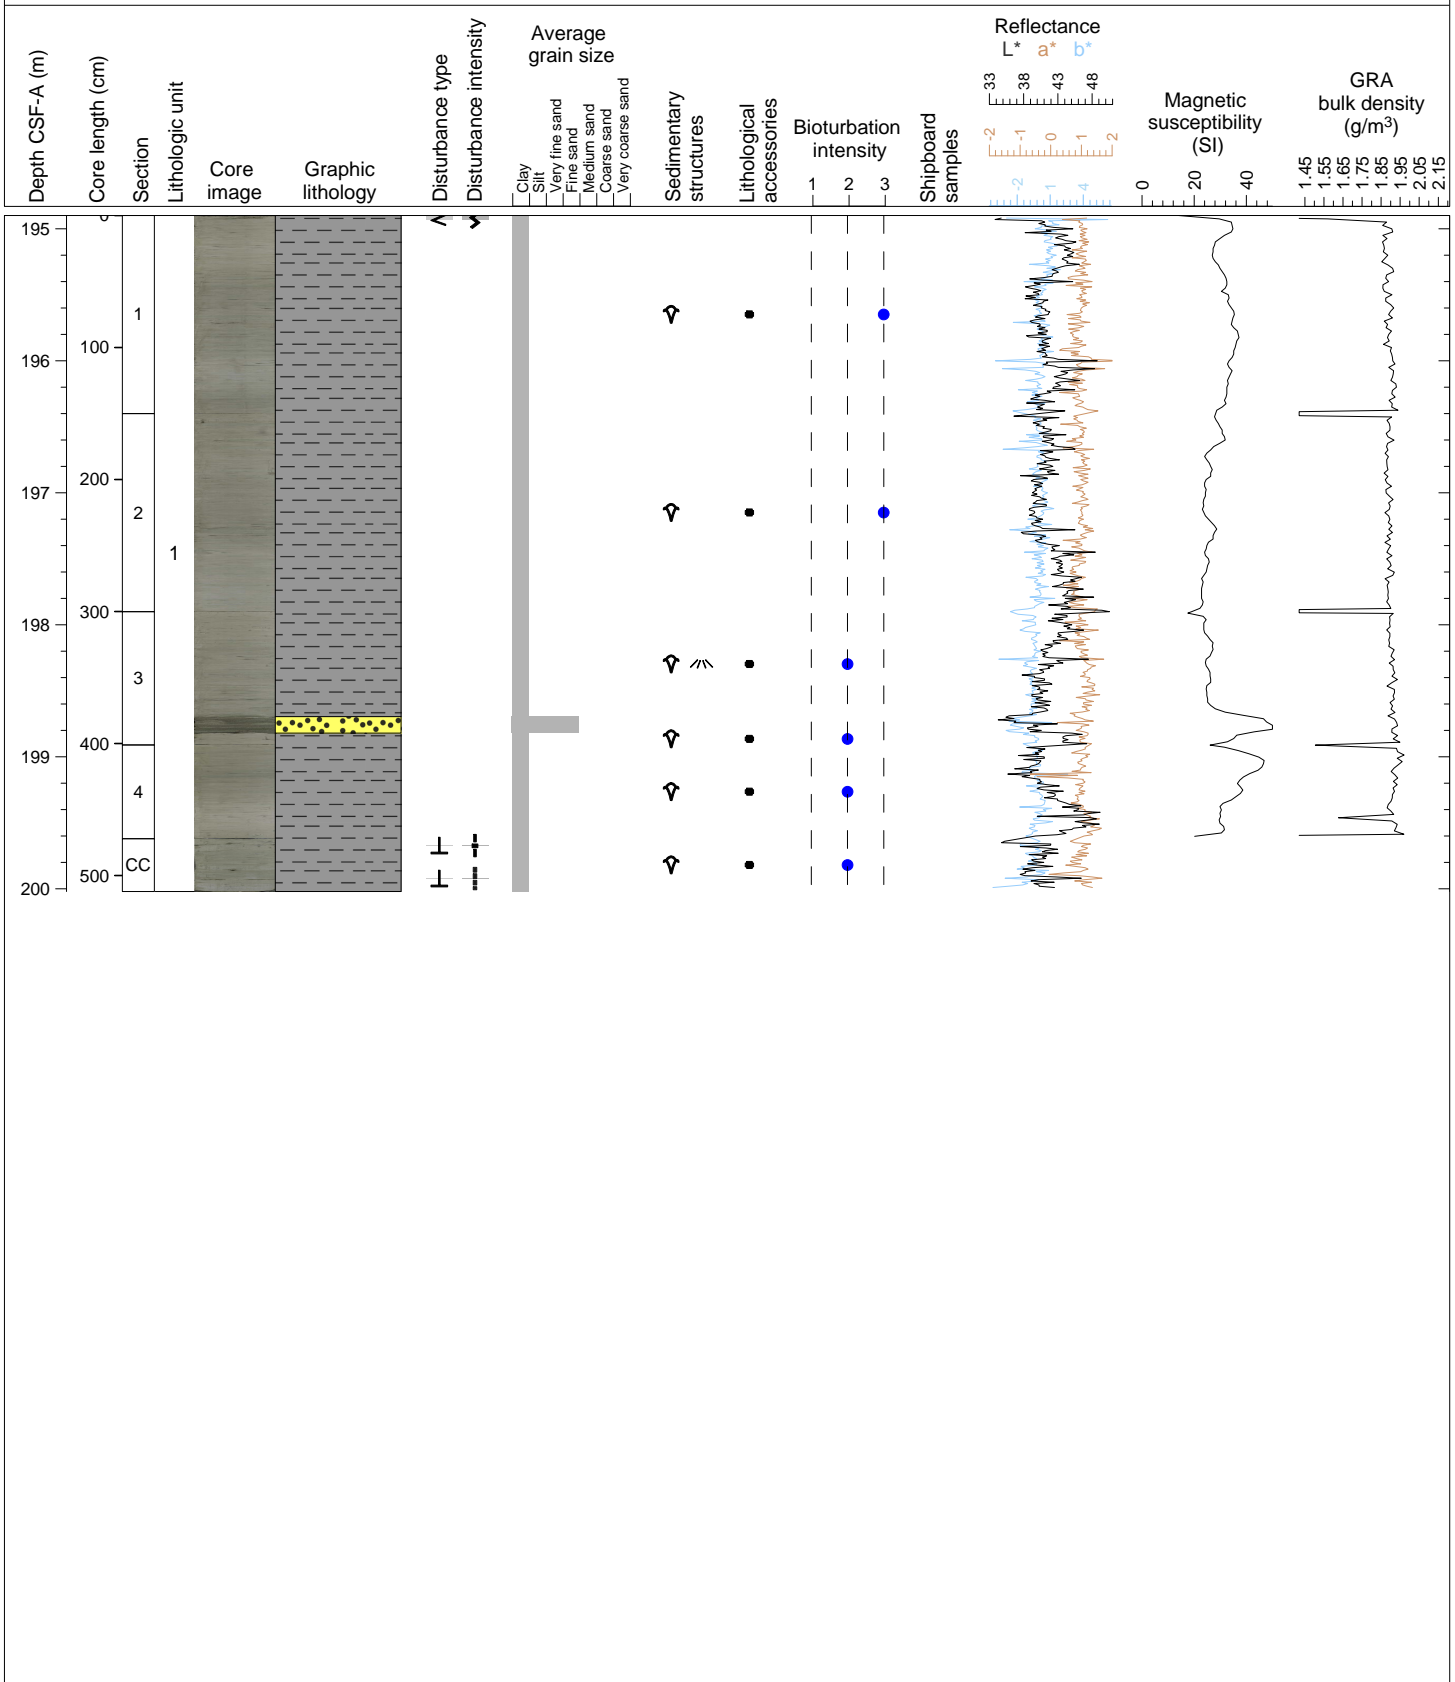 Depth CSF-A (m)
Core length (cm)
Section
Lithologic unit
Core
image
Graphic
lithology
Disturbance type
Disturbance intensity
Average
grain size
Clay
Silt
Very fine sand
Fine sand
Medium sand
Coarse sand
Very coarse sand
Sedimentary
structures
Lithological
accessories
Bioturbation
intensity
1 2 3
Shipboard
samples
Reflectance
L* a* b*
33 38 43 48
-2 -1 0 1 2
-2 1 4
Magnetic
susceptibility
(SI)
0 20 40
GRA
bulk density
(g/m³)
1.45 1.55 1.65 1.75 1.85 1.95 2.05 2.15
195
196
197
198
199
200
0
100
200
300
400
500
1
2
3
4
CC
1